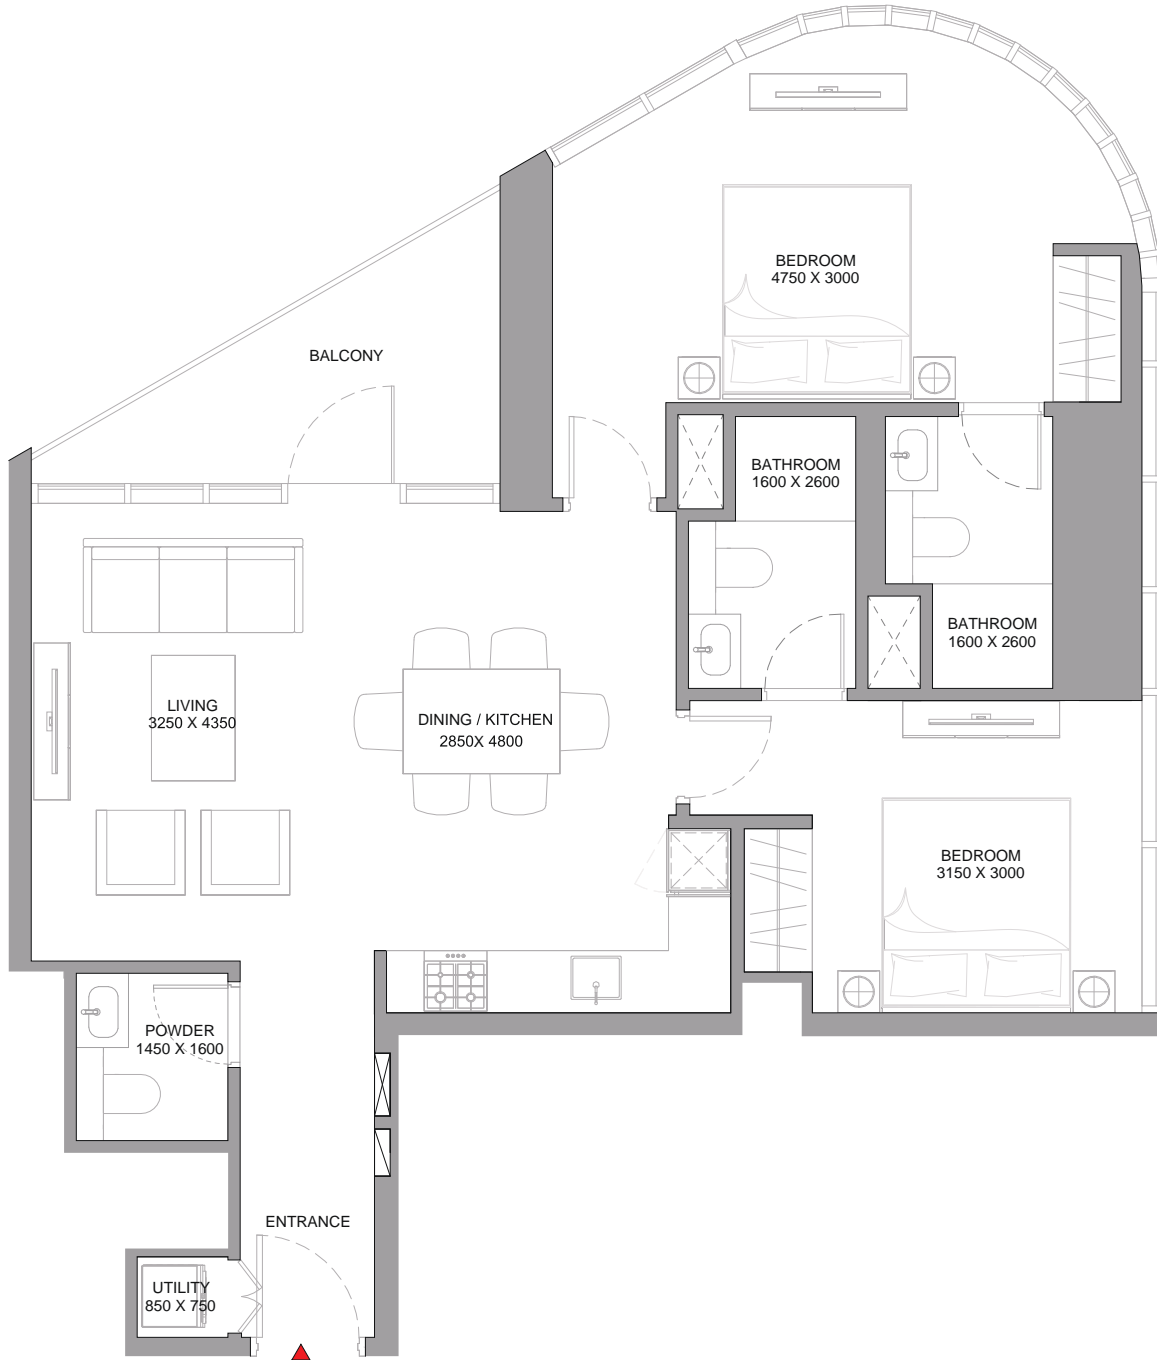 BEDROOM
4750 X 3000
BALCONY
BATHROOM
1600 X 2600
BATHROOM
1600 X 2600
LIVING
3250 X 4350
DINING / KITCHEN
2850X 4800
BEDROOM
3150 X 3000
POWDER
1450 X 1600
ENTRANCE
UTILITY
850 X 750